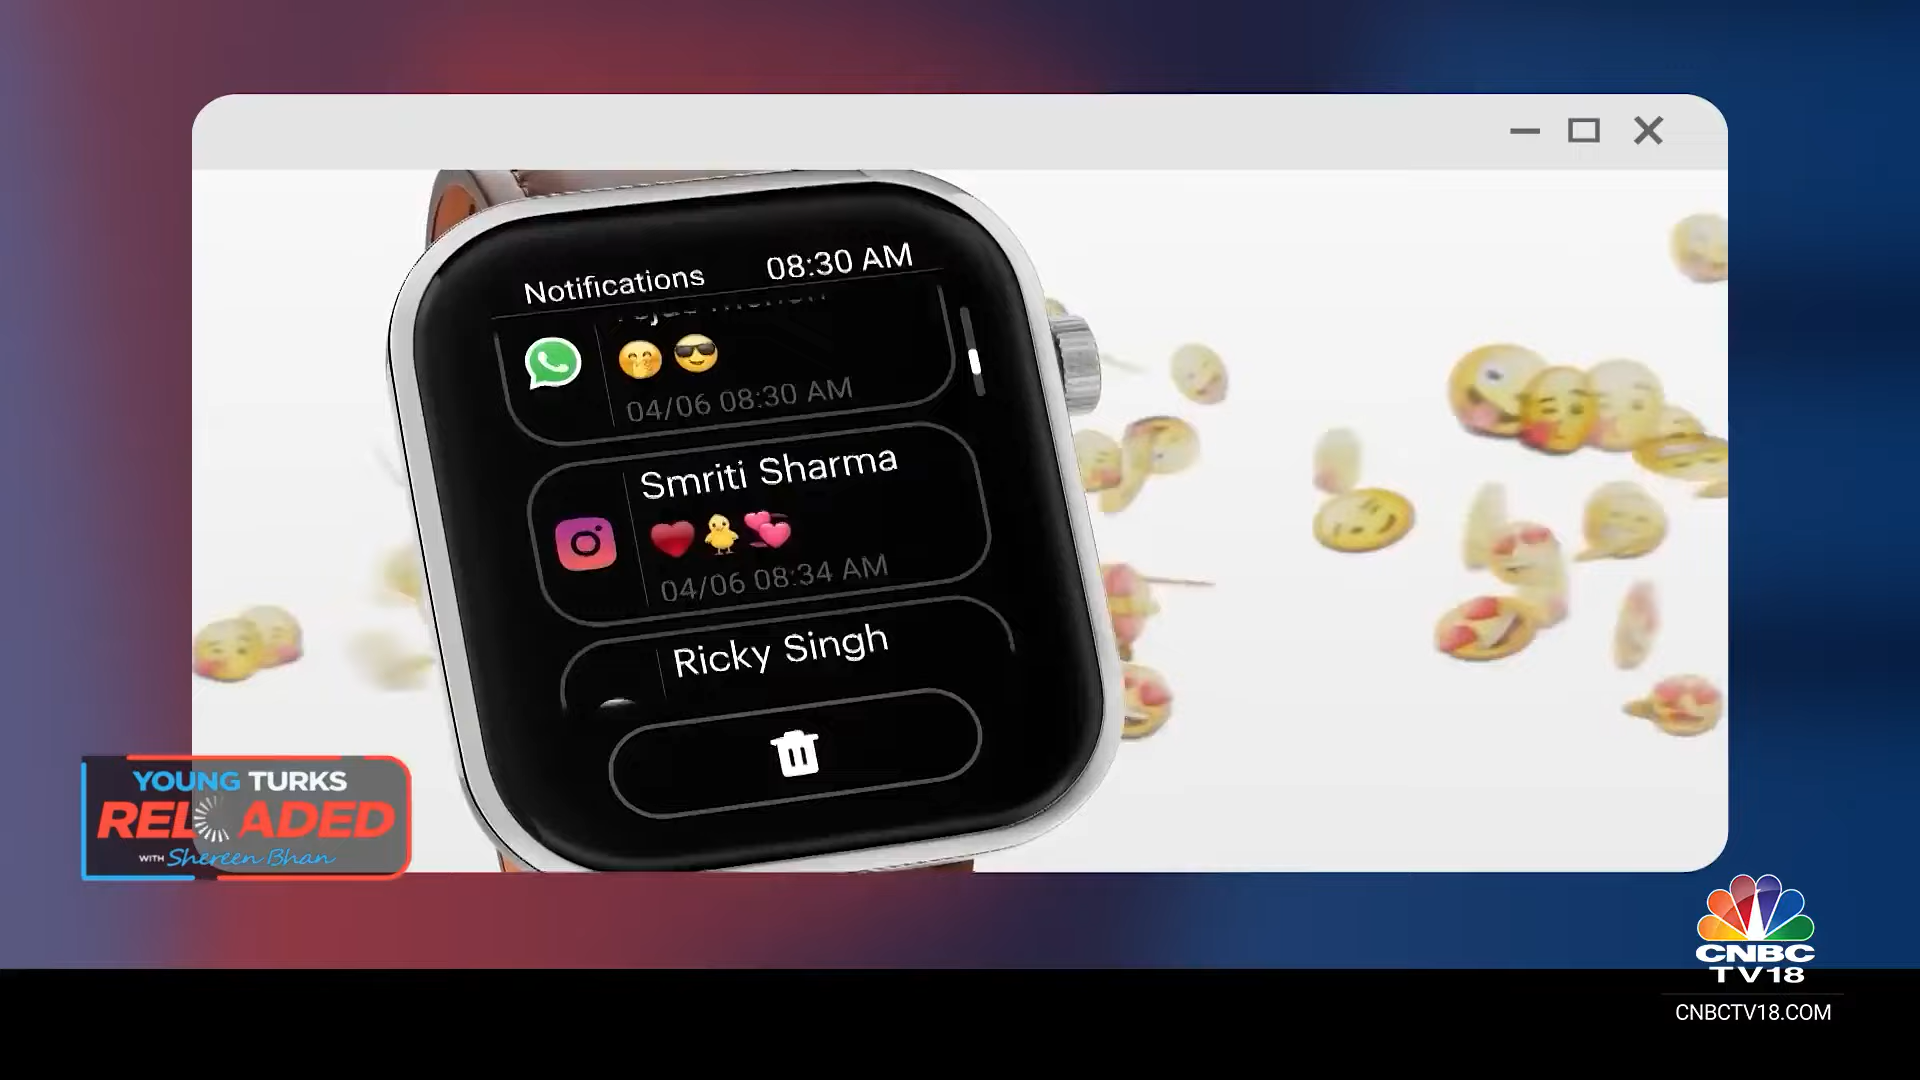 Notifications 08:30 AM
04/06 08:30 AM
Smriti Sharma
04/06 08:34 AM
Ricky Singh
YOUNG TURKS
RELOADED
WITH Shereen Bhan
CNBC
TV18
CNBCTV18.COM